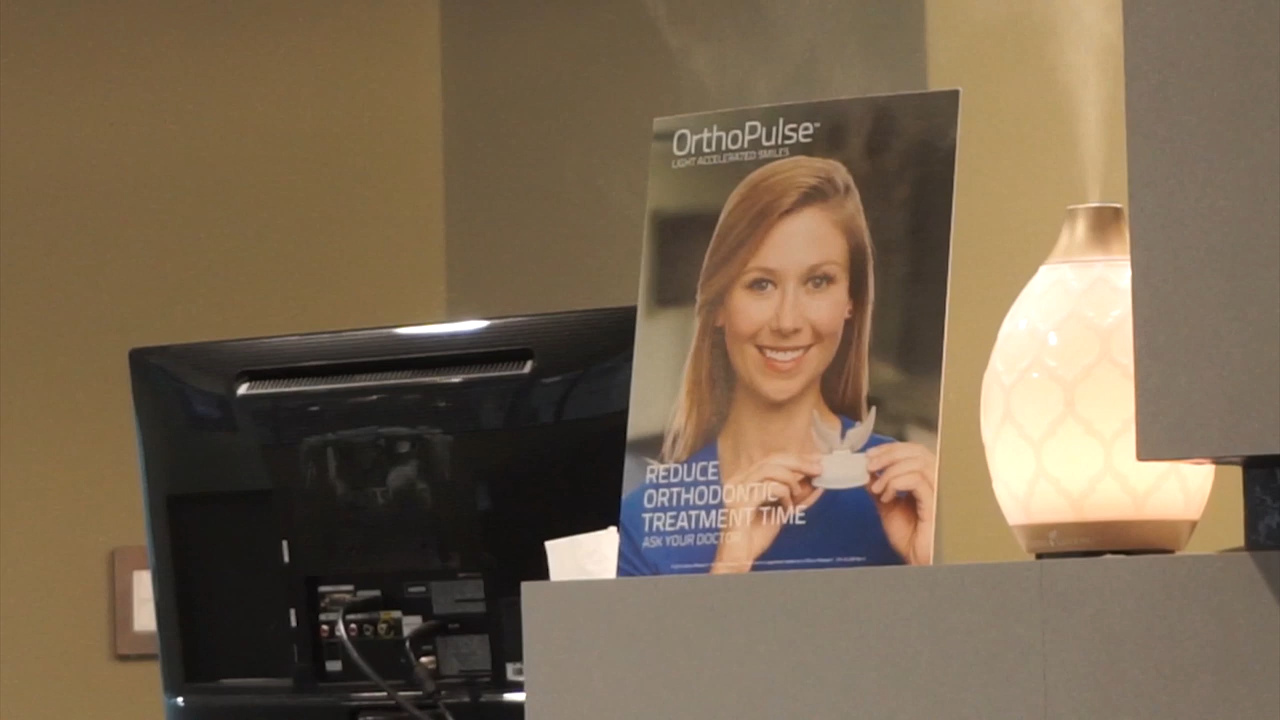 OrthoPulse™
LIGHT ACCELERATED SMILES
REDUCE
ORTHODONTIC
TREATMENT TIME
ASK YOUR DOCTOR